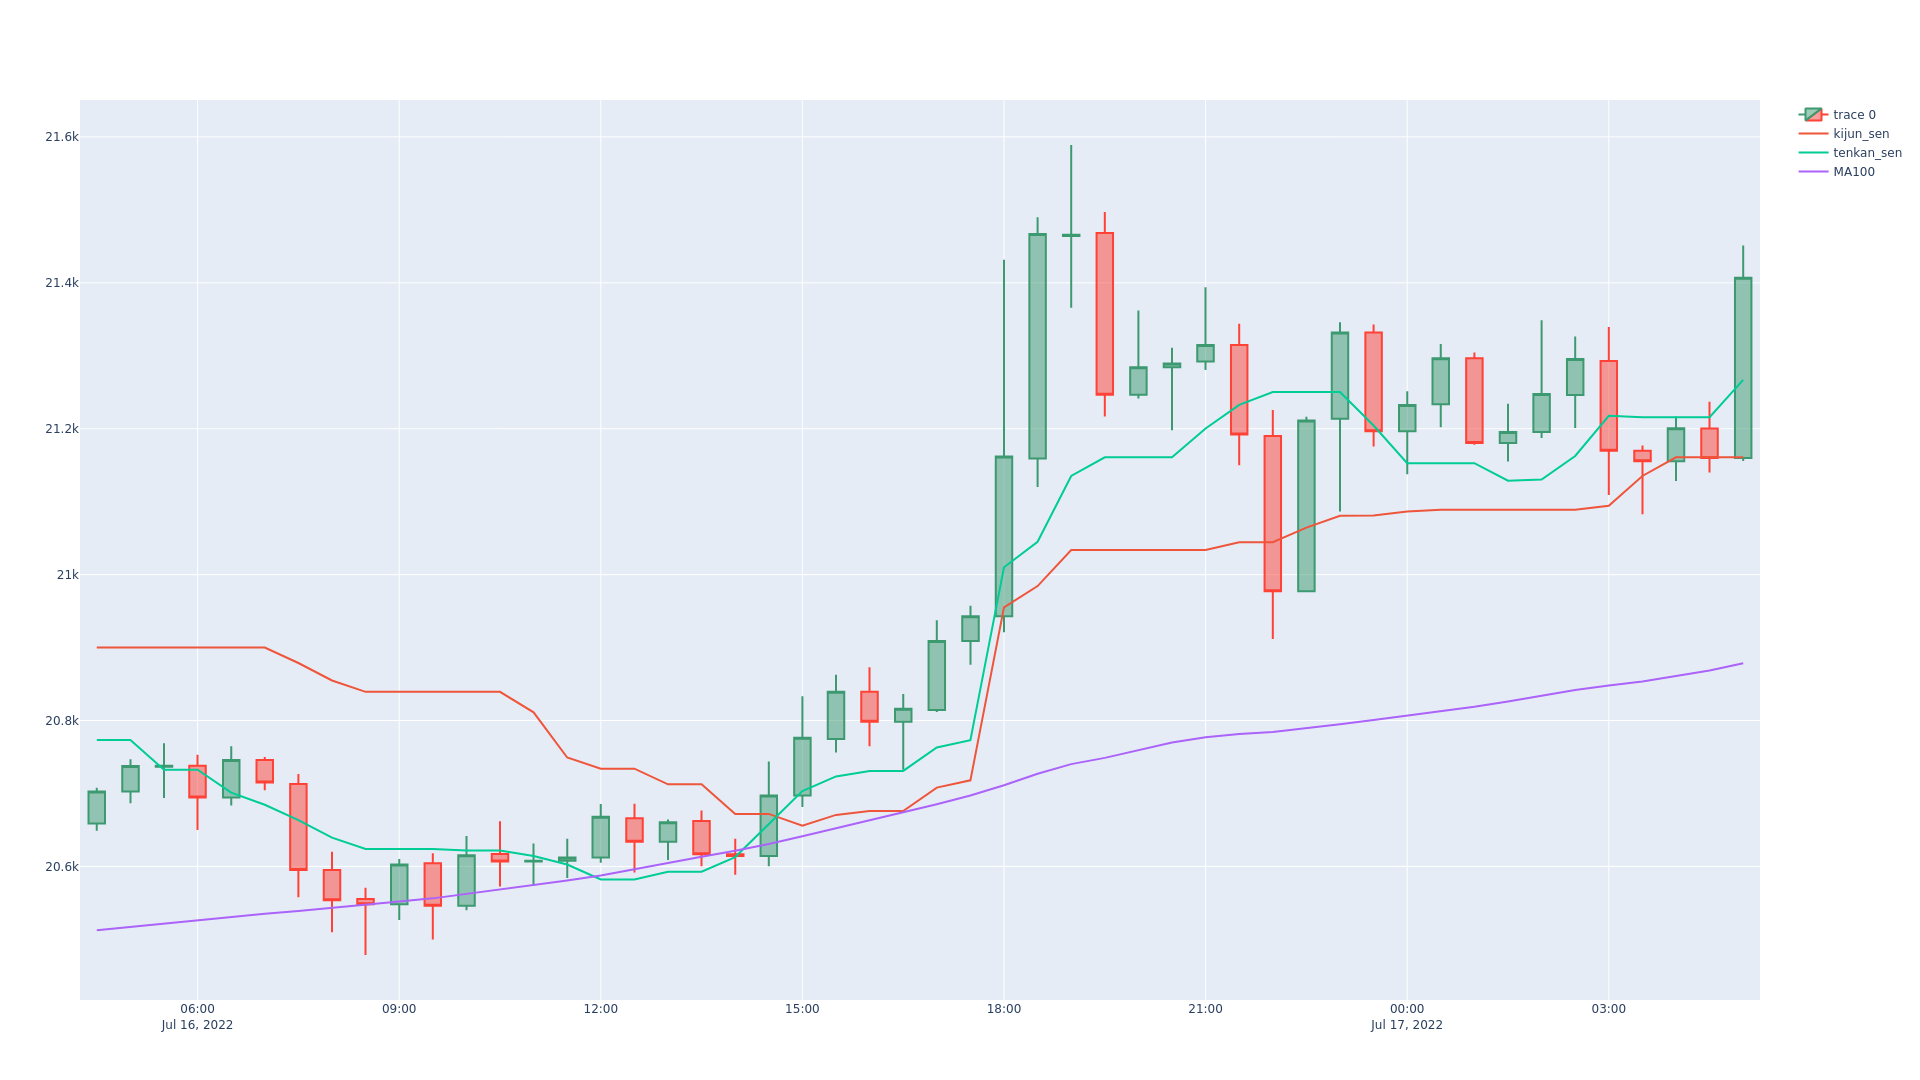 trace 0
kijun_sen
tenkan_sen
MA100
21.6k
21.4k
21.2k
21k
20.8k
20.6k
06:00 09:00 12:00 15:00 18:00 21:00 00:00 03:00
Jul 16, 2022 Jul 17, 2022